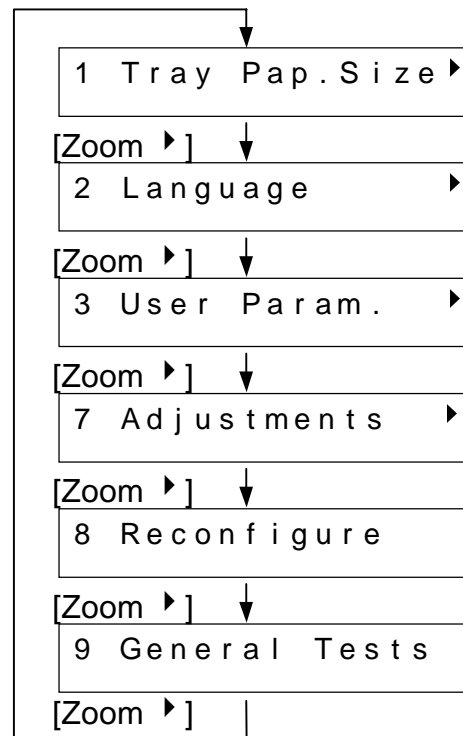 1 Tray Pap.Size ▸
[Zoom ▸]
2 Language ▸
[Zoom ▸]
3 User Param. ▸
[Zoom ▸]
7 Adjustments ▸
[Zoom ▸]
8 Reconfigure
[Zoom ▸]
9 General Tests
[Zoom ▸]